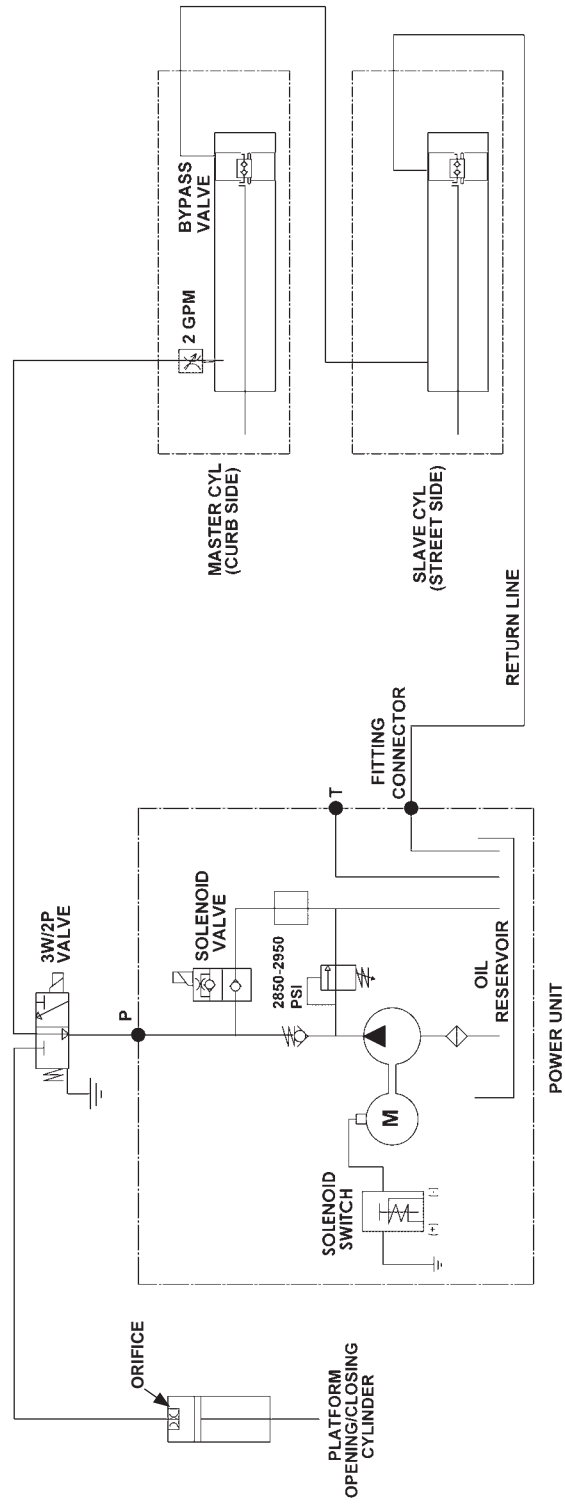 ORIFICE
PLATFORM
OPENING/CLOSING
CYLINDER
3W/2P
VALVE
P
SOLENOID
VALVE
2850-2950
PSI
M
SOLENOID
SWITCH
(+)
(-)
OIL
RESERVOIR
POWER UNIT
T
FITTING
CONNECTOR
RETURN LINE
2 GPM
BYPASS
VALVE
MASTER CYL
(CURB SIDE)
SLAVE CYL
(STREET SIDE)